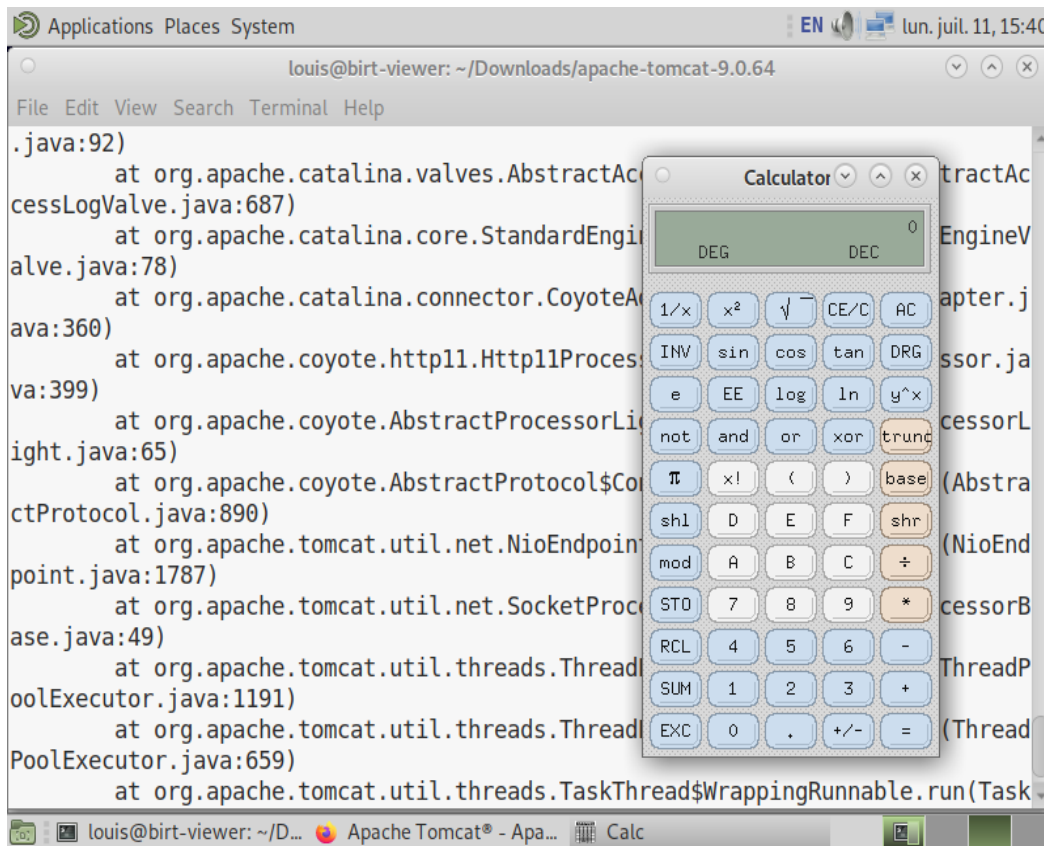 Applications Places System
EN lun. juil. 11, 15:40
louis@birt-viewer: ~/Downloads/apache-tomcat-9.0.64
File Edit View Search Terminal Help
.java:92)
at org.apache.catalina.valves.AbstractAc tractAc
cessLogValve.java:687)
at org.apache.catalina.core.StandardEngi EngineV
alve.java:78)
at org.apache.catalina.connector.CoyoteA apter.j
ava:360)
at org.apache.coyote.http11.Http11Proces ssor.ja
va:399)
at org.apache.coyote.AbstractProcessorLi cessorL
ight.java:65)
at org.apache.coyote.AbstractProtocol$Co (Abstra
ctProtocol.java:890)
at org.apache.tomcat.util.net.NioEndpoin (NioEnd
point.java:1787)
at org.apache.tomcat.util.net.SocketProc cessorB
ase.java:49)
at org.apache.tomcat.util.threads.Thread ThreadP
oolExecutor.java:1191)
at org.apache.tomcat.util.threads.Thread (Thread
PoolExecutor.java:659)
at org.apache.tomcat.util.threads.TaskThread$WrappingRunnable.run(Task
Calculator
0
DEG DEC
1/x x² √ CE/C AC
INV sin cos tan DRG
e EE log ln y^x
not and or xor trunc
π x! ( ) base
shl D E F shr
mod A B C ÷
STO 7 8 9 *
RCL 4 5 6 -
SUM 1 2 3 +
EXC 0 . +/- =
louis@birt-viewer: ~/D... Apache Tomcat® - Apa... Calc